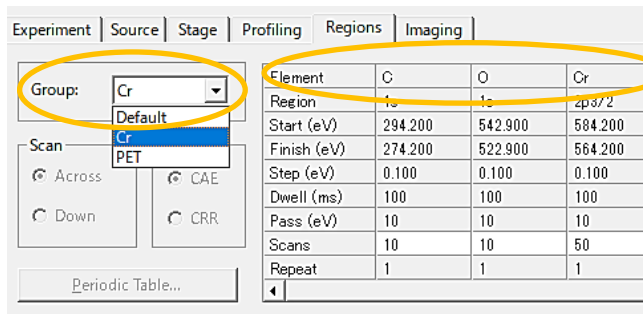 Experiment Source Stage Profiling Regions Imaging
Group: Cr
Default
Cr
PET
Scan
Across CAE
Down CRR
Periodic Table...
Element C O Cr
Region 1s 1s 2p3/2
Start (eV) 294.200 542.900 584.200
Finish (eV) 274.200 522.900 564.200
Step (eV) 0.100 0.100 0.100
Dwell (ms) 100 100 100
Pass (eV) 10 10 10
Scans 10 10 50
Repeat 1 1 1